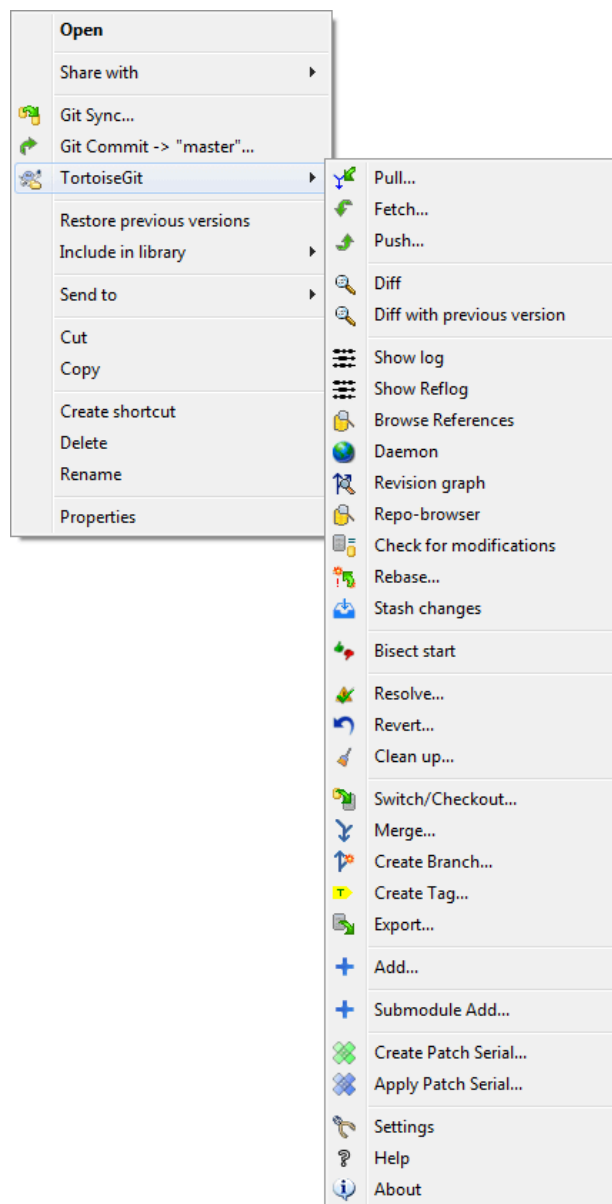 Open
Share with
Git Sync...
Git Commit -> "master"...
TortoiseGit
Restore previous versions
Include in library
Send to
Cut
Copy
Create shortcut
Delete
Rename
Properties
Pull...
Fetch...
Push...
Diff
Diff with previous version
Show log
Show Reflog
Browse References
Daemon
Revision graph
Repo-browser
Check for modifications
Rebase...
Stash changes
Bisect start
Resolve...
Revert...
Clean up...
Switch/Checkout...
Merge...
Create Branch...
T
Create Tag...
Export...
Add...
Submodule Add...
Create Patch Serial...
Apply Patch Serial...
Settings
Help
About